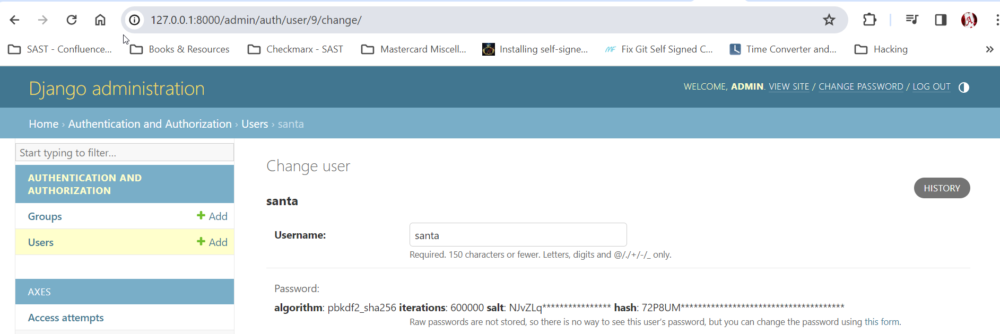 127.0.0.1:8000/admin/auth/user/9/change/
SAST - Confluence... Books & Resources Checkmarx - SAST Mastercard Miscell... Installing self-signe... MF Fix Git Self Signed C... Time Converter and... Hacking »
Django administration
WELCOME, ADMIN. VIEW SITE / CHANGE PASSWORD / LOG OUT
Home › Authentication and Authorization › Users › santa
Start typing to filter...
AUTHENTICATION AND
AUTHORIZATION
Groups + Add
Users + Add
AXES
Access attempts
Change user
HISTORY
santa
Username: santa
Required. 150 characters or fewer. Letters, digits and @/./+/-/_ only.
Password:
algorithm: pbkdf2_sha256 iterations: 600000 salt: NJvZLq**************** hash: 72P8UM**************************************
Raw passwords are not stored, so there is no way to see this user's password, but you can change the password using this form.